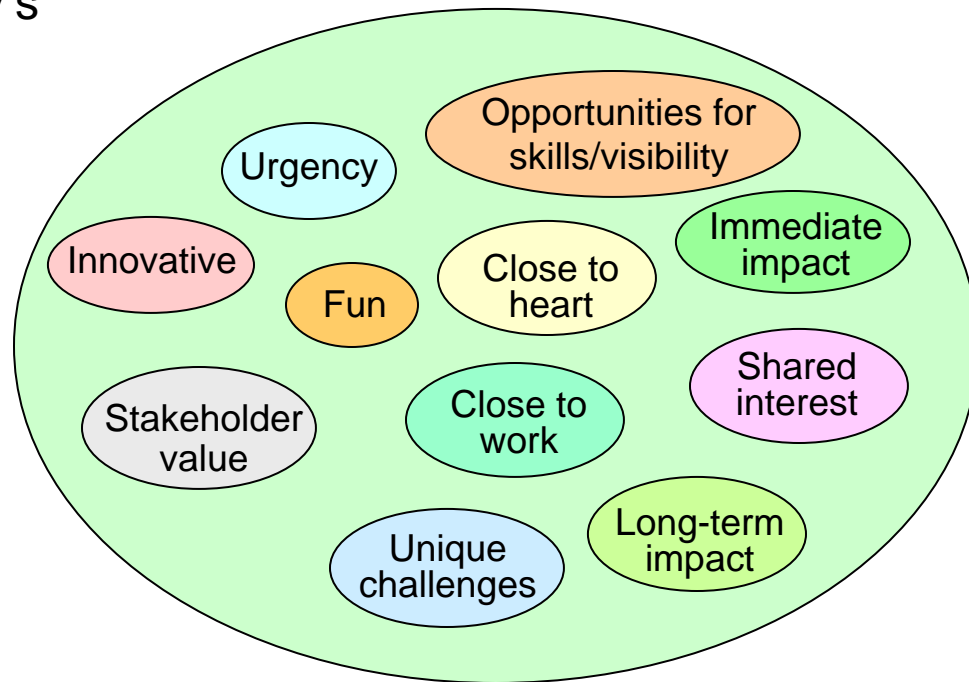 Opportunities for
skills/visibility
Urgency
Immediate
impact
Innovative
Close to
heart
Fun
Shared
interest
Close to
work
Stakeholder
value
Long-term
impact
Unique
challenges